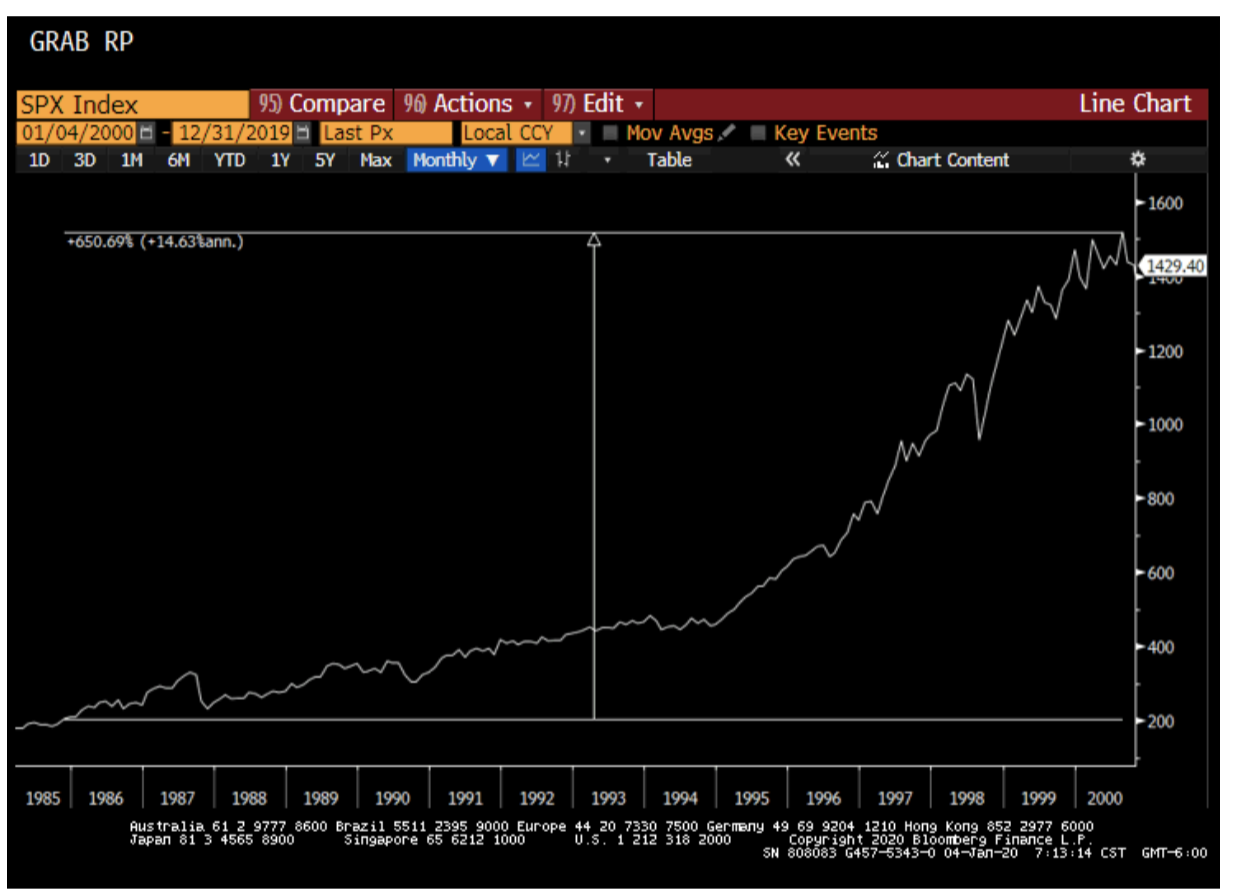 GRAB RP
SPX Index 95) Compare 96) Actions 97) Edit Line Chart
01/04/2000 - 12/31/2019 Last Px Local CCY Mov Avgs Key Events
1D 3D 1M 6M YTD 1Y 5Y Max Monthly ▼ Table « Chart Content
1600
+650.69% (+14.63%ann.)
1429.40
1400
1200
1000
800
600
400
200
1985 1986 1987 1988 1989 1990 1991 1992 1993 1994 1995 1996 1997 1998 1999 2000
Australia 61 2 9777 8600 Brazil 5511 2395 9000 Europe 44 20 7330 7500 Germany 49 69 9204 1210 Hong Kong 852 2977 6000
Japan 81 3 4565 8900 Singapore 65 6212 1000 U.S. 1 212 318 2000 Copyright 2020 Bloomberg Finance L.P.
SN 808083 G457-5343-0 04-Jan-20 7:13:14 CST GMT-6:00